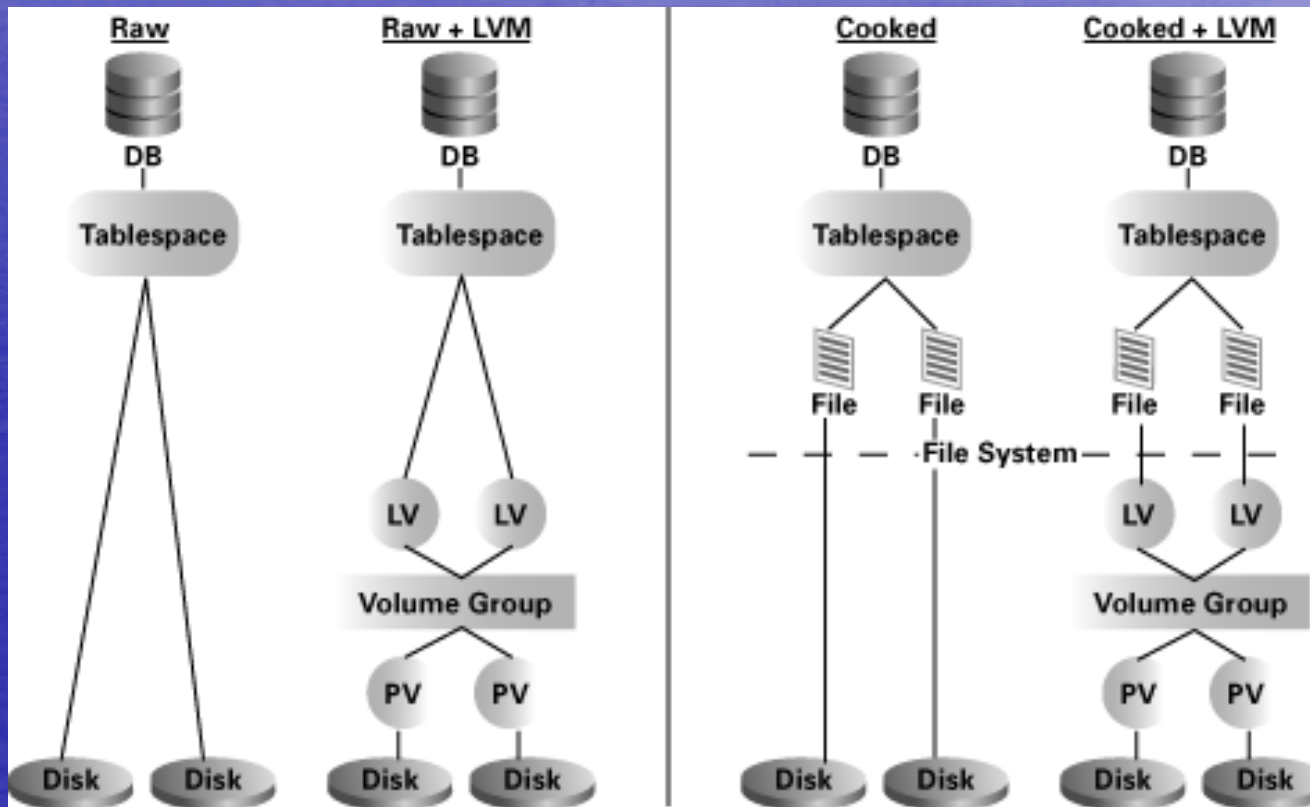 Raw
Raw + LVM
Cooked
Cooked + LVM
DB
DB
DB
DB
Tablespace
Tablespace
Tablespace
Tablespace
File
File
File
File
File System
LV
LV
LV
LV
Volume Group
Volume Group
PV
PV
PV
PV
Disk
Disk
Disk
Disk
Disk
Disk
Disk
Disk